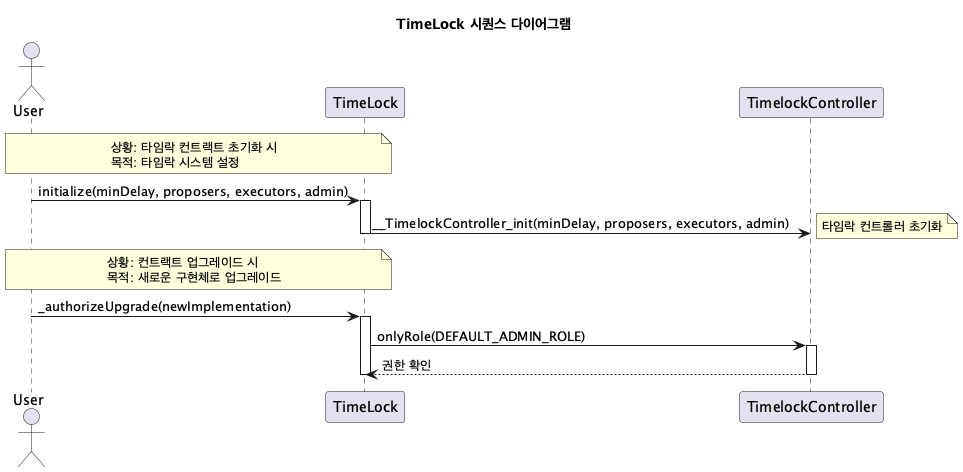 TimeLock 시퀀스 다이어그램
User
TimeLock
TimelockController
상황: 타임락 컨트랙트 초기화 시
목적: 타임락 시스템 설정
initialize(minDelay, proposers, executors, admin)
__TimelockController_init(minDelay, proposers, executors, admin)
타임락 컨트롤러 초기화
상황: 컨트랙트 업그레이드 시
목적: 새로운 구현체로 업그레이드
_authorizeUpgrade(newImplementation)
onlyRole(DEFAULT_ADMIN_ROLE)
권한 확인
User
TimeLock
TimelockController